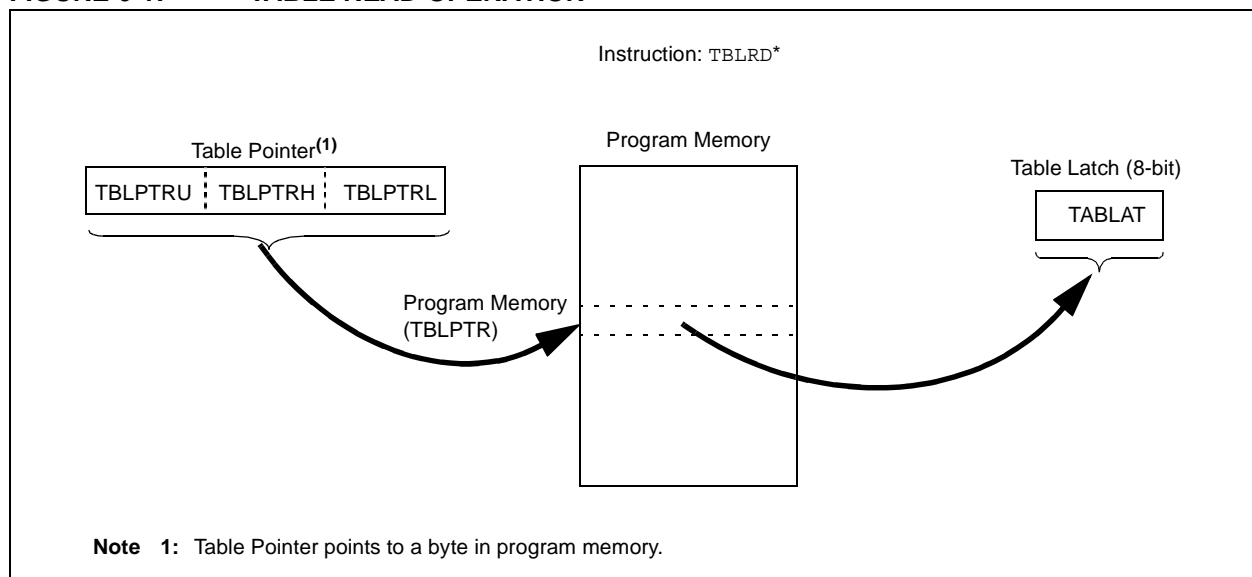 Instruction: TBLRD*
Table Pointer(1)
Program Memory
Table Latch (8-bit)
TBLPTRU TBLPTRH TBLPTRL
TABLAT
Program Memory
(TBLPTR)
Note 1: Table Pointer points to a byte in program memory.